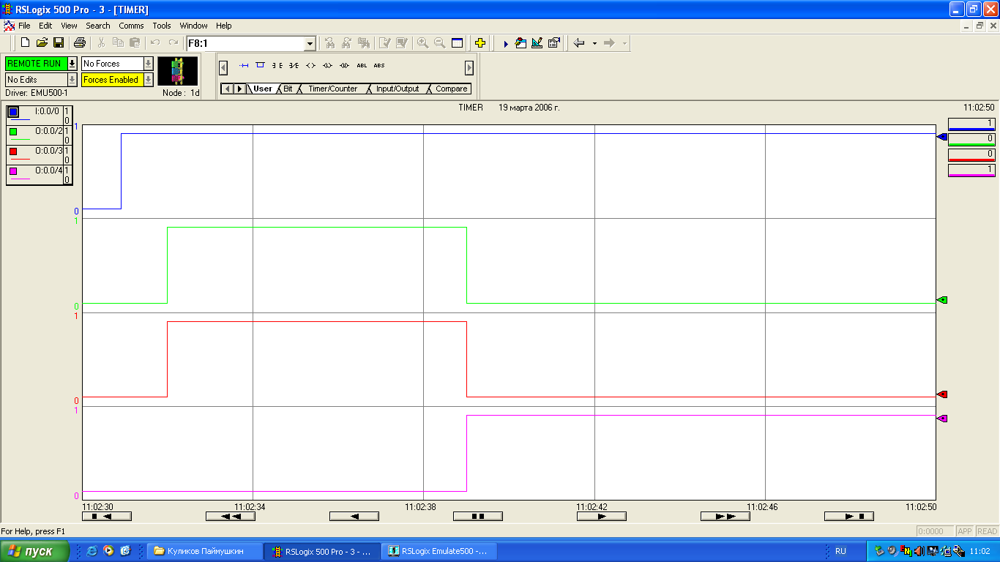 RSLogix 500 Pro - 3 - [TIMER]
File Edit View Search Comms Tools Window Help
F8:1
REMOTE RUN No Forces
No Edits Forces Enabled
Driver: EMU500-1 Node : 1d
ABL ABS
User Bit Timer/Counter Input/Output Compare
TIMER 19 марта 2006 г. 11:02:50
I:0.0/0 1
0
O:0.0/2 1
0
O:0.0/3 1
0
O:0.0/4 1
0
1
0
0
1
1
0
1
0
1
0
1
0
11:02:30 11:02:34 11:02:38 11:02:42 11:02:46 11:02:50
For Help, press F1 0:0000 APP READ
пуск Куликов Паймушкин RSLogix 500 Pro - 3 - ... RSLogix Emulate500 -... RU 11:02